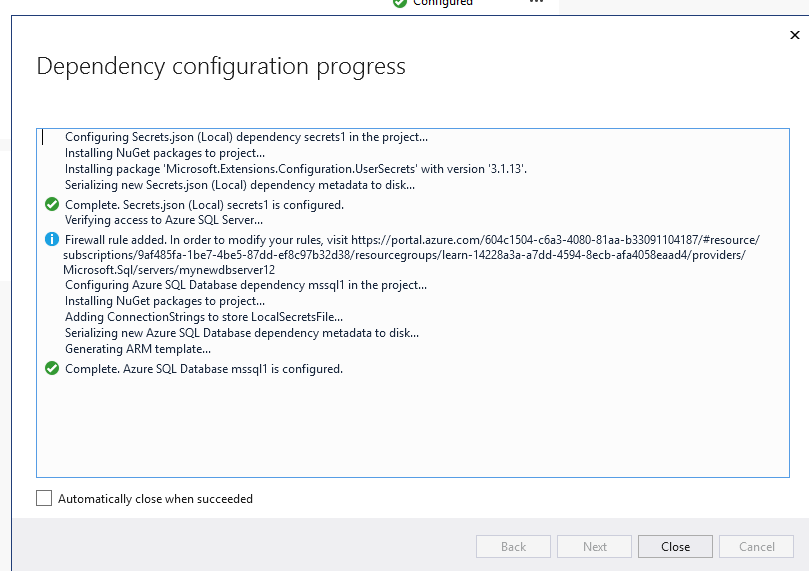 Configured
...
Dependency configuration progress
Configuring Secrets.json (Local) dependency secrets1 in the project...
Installing NuGet packages to project...
Installing package 'Microsoft.Extensions.Configuration.UserSecrets' with version '3.1.13'.
Serializing new Secrets.json (Local) dependency metadata to disk...
Complete. Secrets.json (Local) secrets1 is configured.
Verifying access to Azure SQL Server...
Firewall rule added. In order to modify your rules, visit https://portal.azure.com/604c1504-c6a3-4080-81aa-b33091104187/#resource/
subscriptions/9af485fa-1be7-4be5-87dd-ef8c97b32d38/resourcegroups/learn-14228a3a-a7dd-4594-8ecb-afa4058eaad4/providers/
Microsoft.Sql/servers/mynewdbserver12
Configuring Azure SQL Database dependency mssql1 in the project...
Installing NuGet packages to project...
Adding ConnectionStrings to store LocalSecretsFile...
Serializing new Azure SQL Database dependency metadata to disk...
Generating ARM template...
Complete. Azure SQL Database mssql1 is configured.
Automatically close when succeeded
Back Next Close Cancel